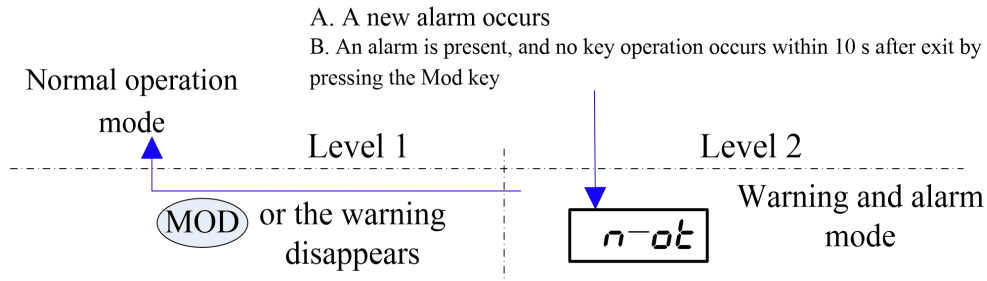 A. A new alarm occurs
B. An alarm is present, and no key operation occurs within 10 s after exit by
pressing the Mod key
Normal operation
mode
Level 1
Level 2
MOD or the warning
disappears
n-ot
Warning and alarm
mode